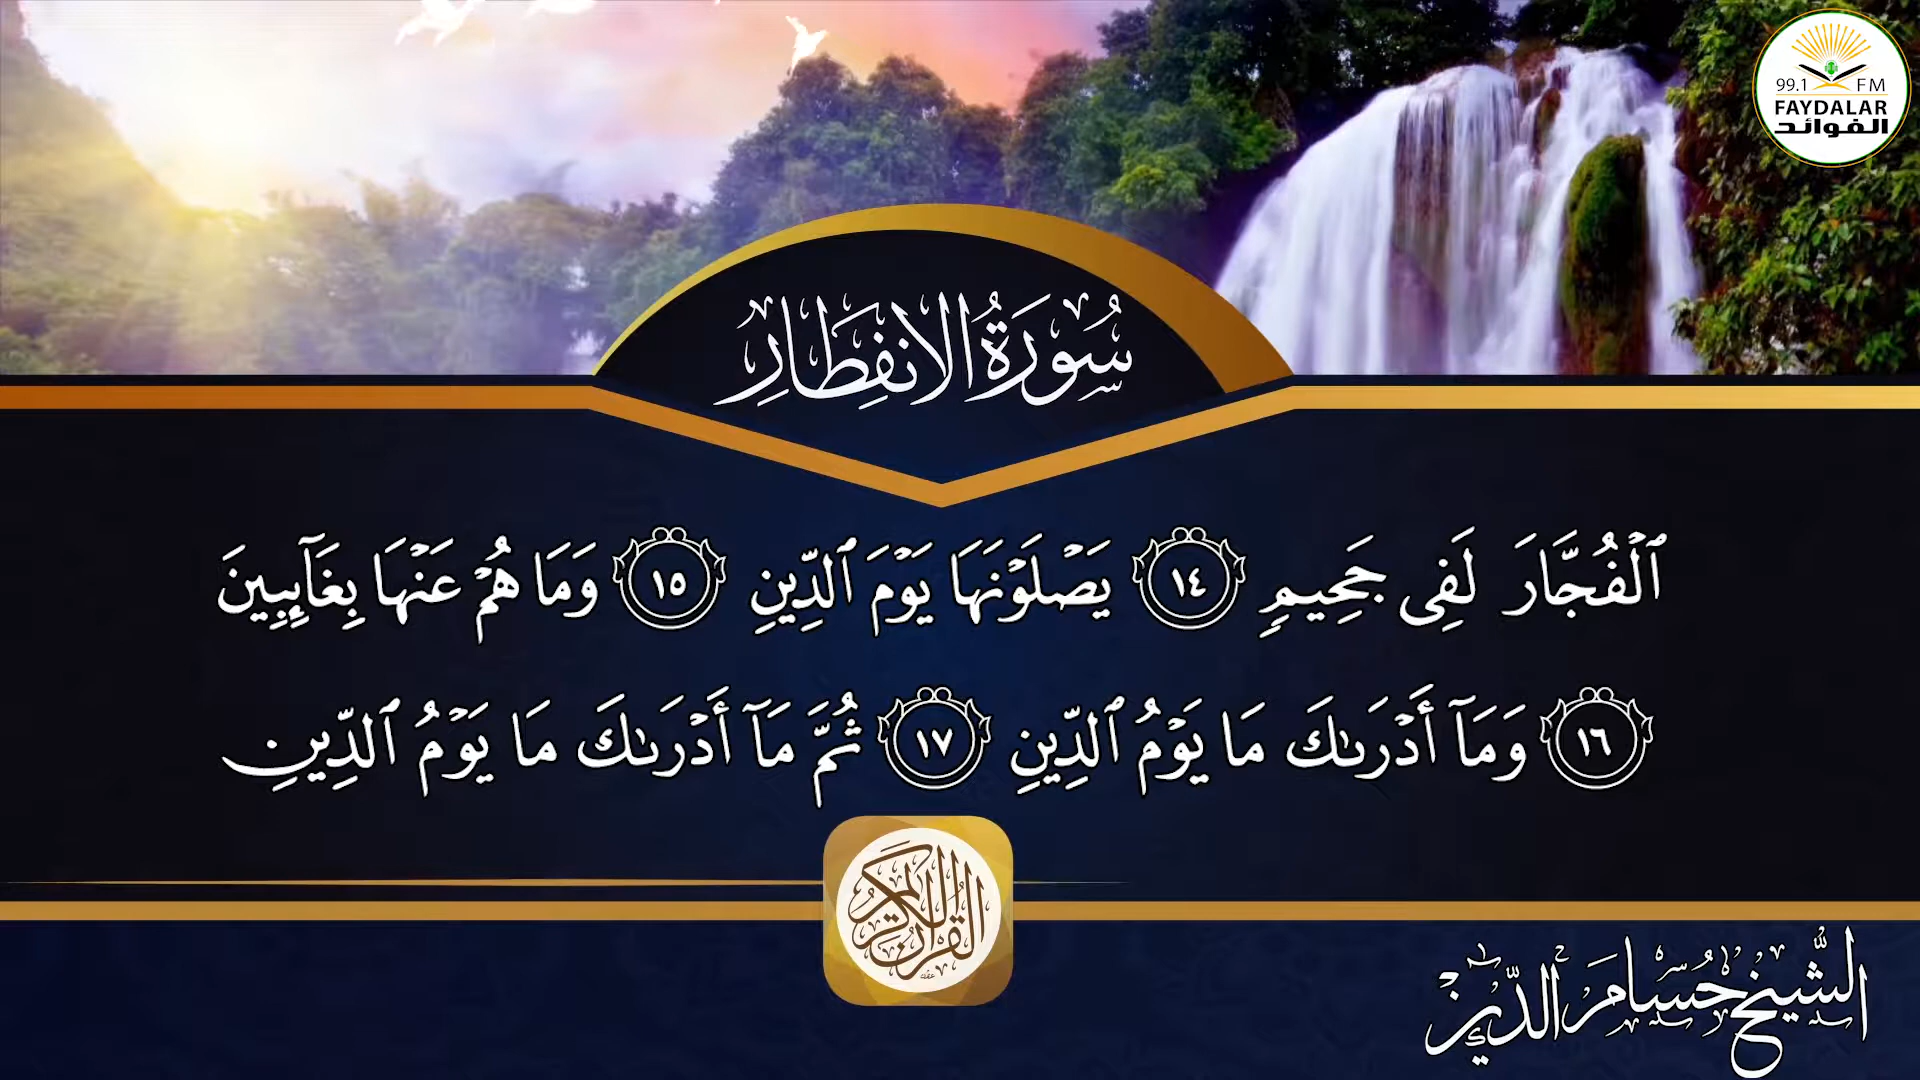 99.1 FM
FAYDALAR
الفوائد
سُورَةُ الانفِطَارِ
ٱلۡفُجَّارَ لَفِى جَحِيمٍ ١٤ يَصۡلَوۡنَهَا يَوۡمَ ٱلدِّينِ ١٥ وَمَا هُمۡ عَنۡهَا بِغَآئِبِينَ
١٦ وَمَآ أَدۡرَىٰكَ مَا يَوۡمُ ٱلدِّينِ ١٧ ثُمَّ مَآ أَدۡرَىٰكَ مَا يَوۡمُ ٱلدِّينِ
القرآن الكريم
الشيخ حسام الدين